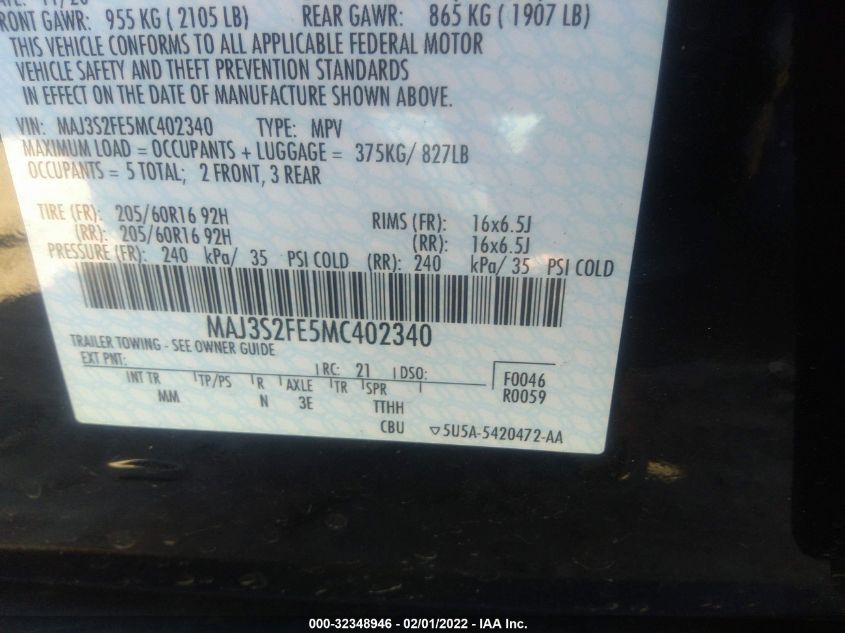 11/20
FRONT GAWR: 955 KG ( 2105 LB) REAR GAWR: 865 KG ( 1907 LB)
THIS VEHICLE CONFORMS TO ALL APPLICABLE FEDERAL MOTOR
VEHICLE SAFETY AND THEFT PREVENTION STANDARDS
IN EFFECT ON THE DATE OF MANUFACTURE SHOWN ABOVE.
VIN: MAJ3S2FE5MC402340 TYPE: MPV
MAXIMUM LOAD = OCCUPANTS + LUGGAGE = 375KG/ 827LB
OCCUPANTS = 5 TOTAL; 2 FRONT, 3 REAR
TIRE (FR): 205/60R16 92H RIMS (FR): 16x6.5J
(RR): 205/60R16 92H (RR): 16x6.5J
PRESSURE (FR): 240 kPa/ 35 PSI COLD (RR): 240 kPa/ 35 PSI COLD
MAJ3S2FE5MC402340
TRAILER TOWING - SEE OWNER GUIDE
EXT PNT: RC: 21 DSO: F0046
INT TR TP/PS R AXLE TR SPR R0059
MM N 3E TTHH
CBU ▽5U5A-5420472-AA
000-32348946 - 02/01/2022 - IAA Inc.